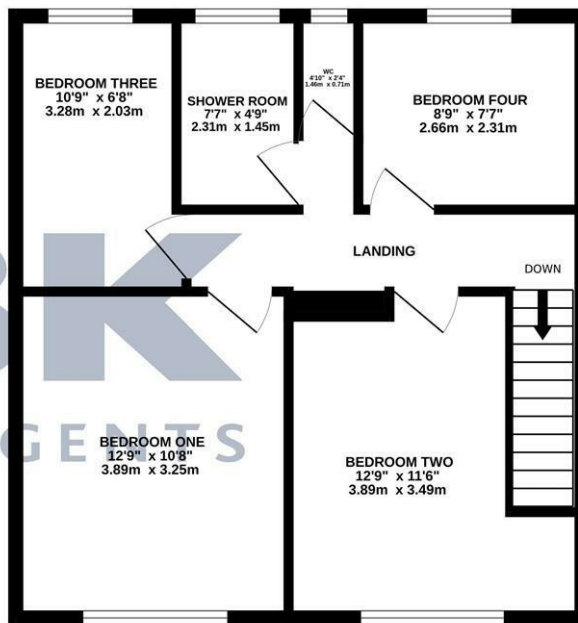 BEDROOM THREE
10'9" x 6'8"
3.28m x 2.03m
SHOWER ROOM
7'7" x 4'9"
2.31m x 1.45m
WC
4'10" x 2'4"
1.46m x 0.71m
BEDROOM FOUR
8'9" x 7'7"
2.66m x 2.31m
LANDING
DOWN
K
GENTS
BEDROOM ONE
12'9" x 10'8"
3.89m x 3.25m
BEDROOM TWO
12'9" x 11'6"
3.89m x 3.49m